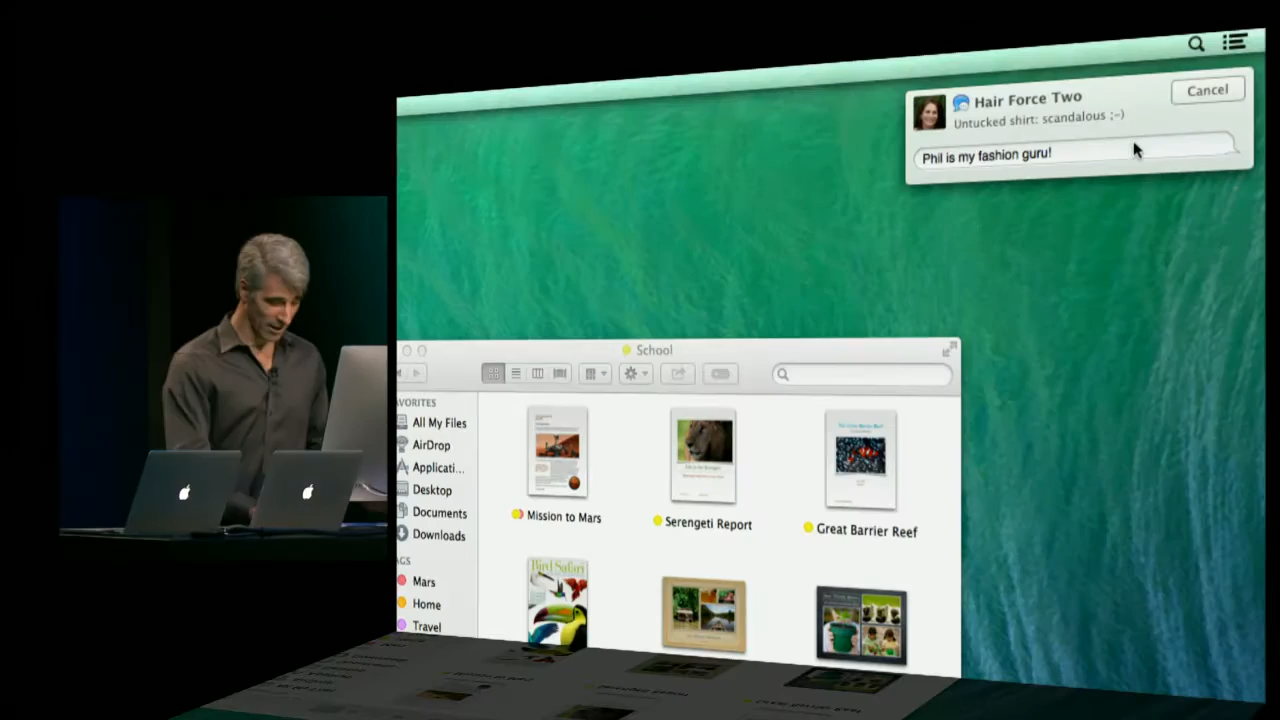 Hair Force Two
Cancel
Untucked shirt: scandalous ;-)
Phil is my fashion guru!
School
AVORITES
All My Files
AirDrop
Applicati...
Desktop
Documents
Downloads
AGS
Mars
Home
Travel
Mission to Mars
Serengeti Report
Great Barrier Reef
Bird Safari